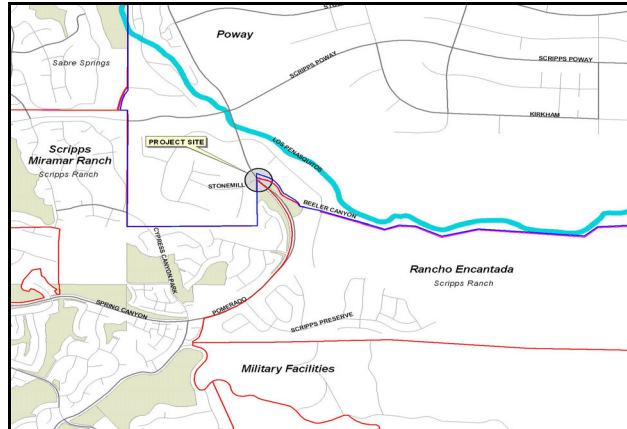 Poway
Sabre Springs
SCRIPPS POWAY
SCRIPPS POWAY
KIRKHAM
PROJECT SITE
LOS PENASQUITOS
Scripps
Miramar Ranch
Scripps Ranch
STONEMILL
BEELER CANYON
CYPRESS CANYON PARK
Rancho Encantada
Scripps Ranch
SPRING CANYON
POMERADO
SCRIPPS PRESERVE
Military Facilities